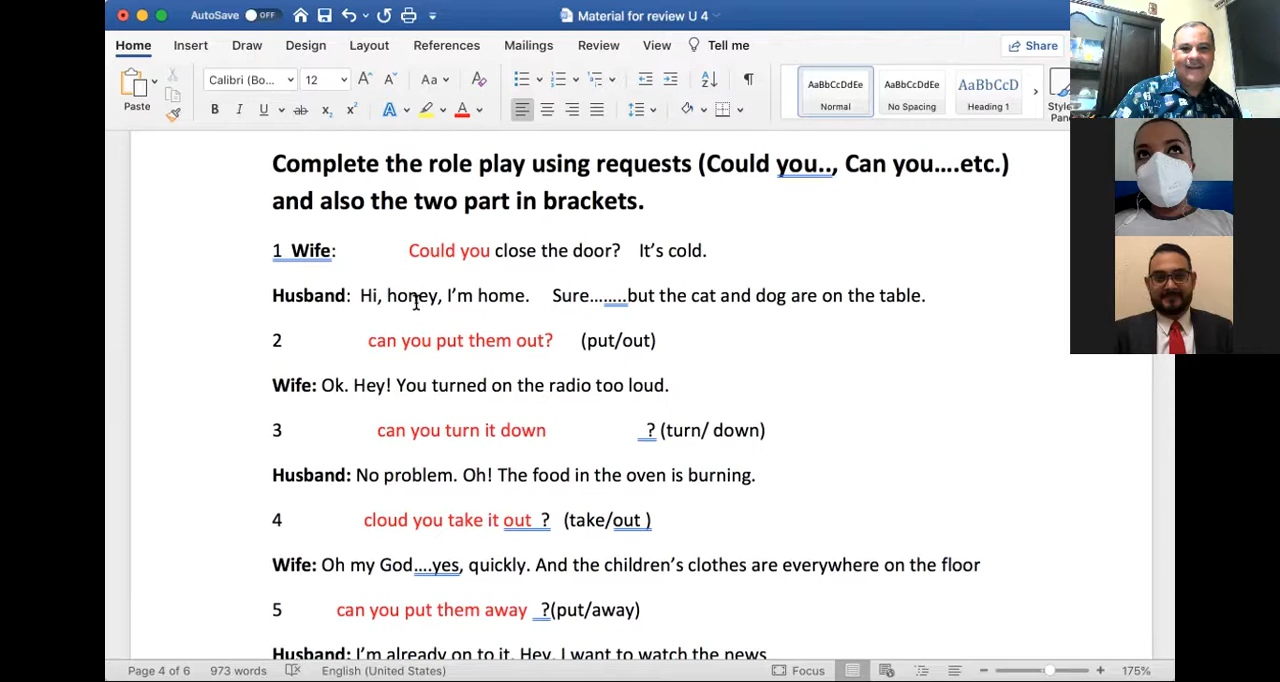 AutoSave OFF
Material for review U 4
Home Insert Draw Design Layout References Mailings Review View Tell me
Share
Paste
Calibri (Bo... 12
Aa
AaBbCcDdEe AaBbCcDdEe AaBbCcD
Normal No Spacing Heading 1
Complete the role play using requests (Could you.., Can you....etc.)
and also the two part in brackets.
1 Wife: Could you close the door? It's cold.
Husband: Hi, honey, I'm home. Sure........but the cat and dog are on the table.
2 can you put them out? (put/out)
Wife: Ok. Hey! You turned on the radio too loud.
3 can you turn it down ? (turn/ down)
Husband: No problem. Oh! The food in the oven is burning.
4 cloud you take it out ? (take/out )
Wife: Oh my God....yes, quickly. And the children's clothes are everywhere on the floor
5 can you put them away ?(put/away)
Husband: I'm already on to it. Hey, I want to watch the news
Page 4 of 6 973 words English (United States) Focus 175%